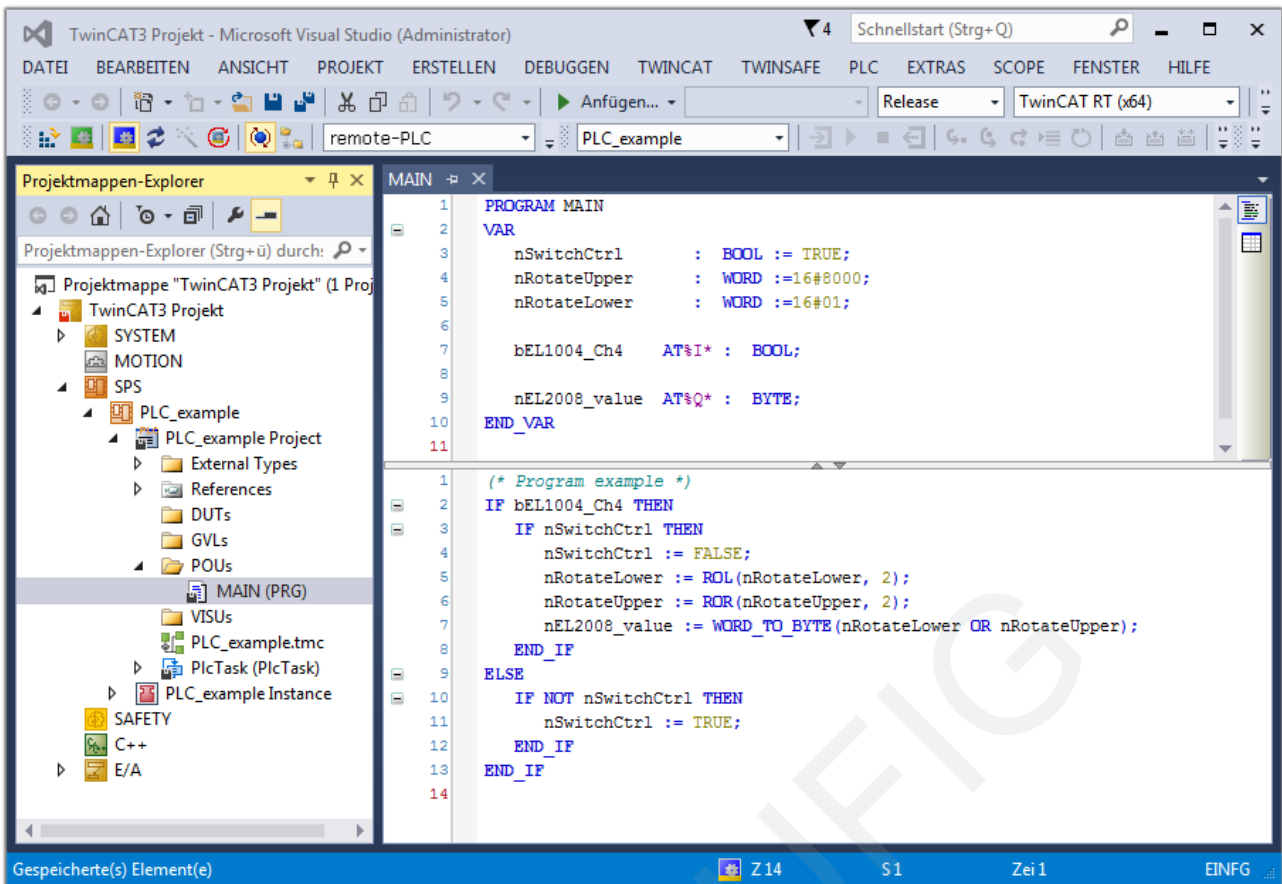 TwinCAT3 Projekt - Microsoft Visual Studio (Administrator) 4 Schnellstart (Strg+Q)
DATEI BEARBEITEN ANSICHT PROJEKT ERSTELLEN DEBUGGEN TWINCAT TWINSAFE PLC EXTRAS SCOPE FENSTER HILFE
Anfügen... Release TwinCAT RT (x64)
remote-PLC PLC_example
Projektmappen-Explorer
Projektmappen-Explorer (Strg+ü) durch:
Projektmappe "TwinCAT3 Projekt" (1 Proj
TwinCAT3 Projekt
SYSTEM
MOTION
SPS
PLC_example
PLC_example Project
External Types
References
DUTs
GVLs
POUs
MAIN (PRG)
VISUs
PLC_example.tmc
PlcTask (PlcTask)
PLC_example Instance
SAFETY
C++
E/A
MAIN
1 PROGRAM MAIN
2 VAR
3 nSwitchCtrl : BOOL := TRUE;
4 nRotateUpper : WORD :=16#8000;
5 nRotateLower : WORD :=16#01;
6
7 bEL1004_Ch4 AT%I* : BOOL;
8
9 nEL2008_value AT%Q* : BYTE;
10 END_VAR
11
1 (* Program example *)
2 IF bEL1004_Ch4 THEN
3 IF nSwitchCtrl THEN
4 nSwitchCtrl := FALSE;
5 nRotateLower := ROL(nRotateLower, 2);
6 nRotateUpper := ROR(nRotateUpper, 2);
7 nEL2008_value := WORD_TO_BYTE(nRotateLower OR nRotateUpper);
8 END_IF
9 ELSE
10 IF NOT nSwitchCtrl THEN
11 nSwitchCtrl := TRUE;
12 END_IF
13 END_IF
14
Gespeicherte(s) Element(e) Z 14 S 1 Zei 1 EINFG